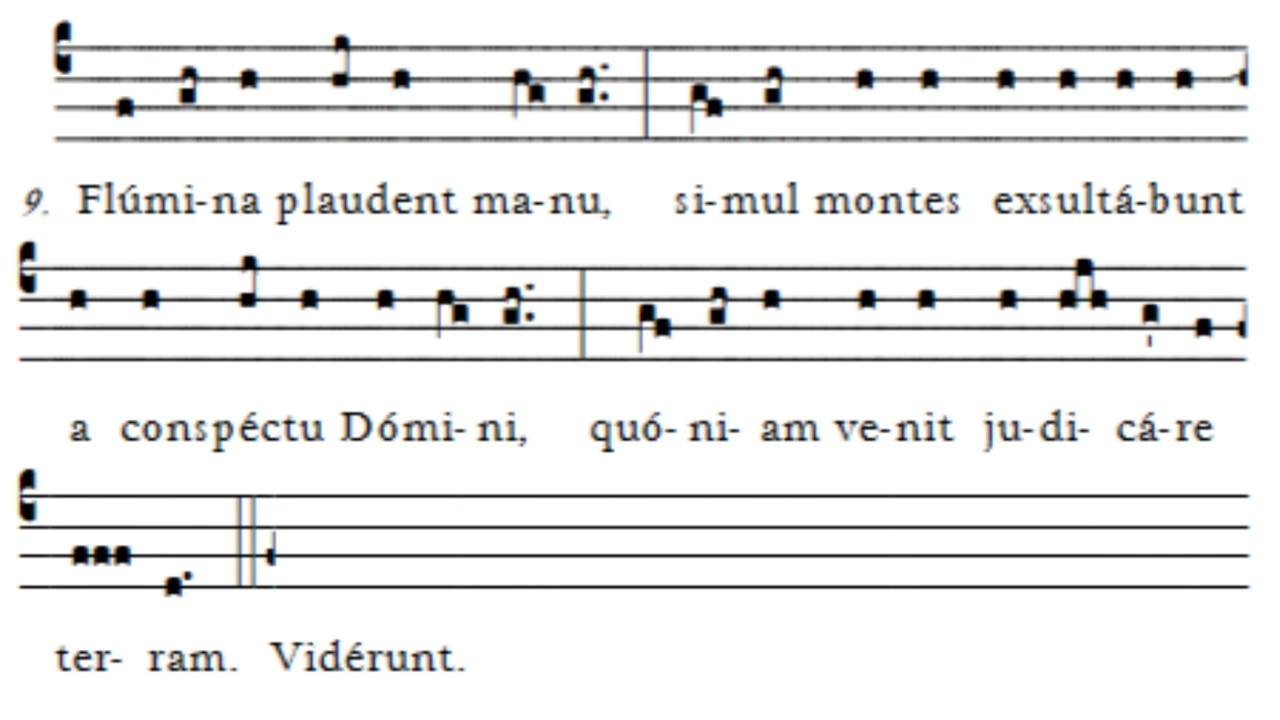 9. Flúmi-na plaudent ma-nu, si-mul montes exsultá-bunt
a conspéctu Dómi- ni, quó- ni- am ve-nit ju-di- cá-re
ter- ram. Vidérunt.